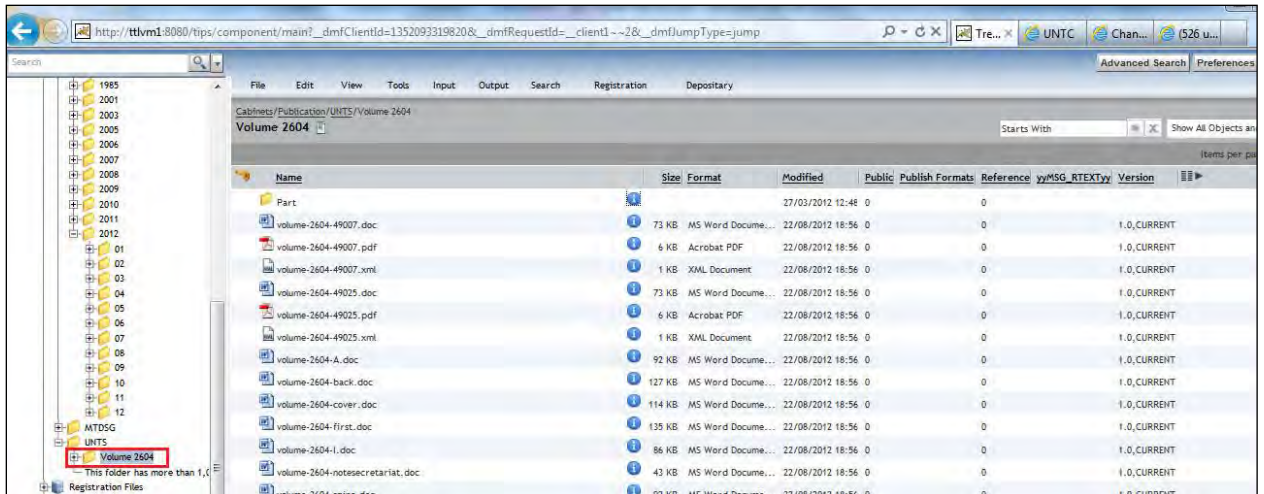 http://ttlvm1:8080/tips/component/main?__dmfClientId=1352093319820&__dmfRequestId=__client1~~2&__dmfJumpType=jump
Tre... UNTC Chan... (526 u...
Search
Advanced Search Preferences
File Edit View Tools Input Output Search Registration Depositary
Cabinets/Publication/UNTS/Volume 2604
Volume 2604
Starts With Show All Objects an
Items per pa
1985
2001
2003
2005
2006
2007
2008
2009
2010
2011
2012
01
02
03
04
05
06
07
08
09
10
11
12
MTDSG
UNTS
Volume 2604
This folder has more than 1,0
Registration Files
Name Size Format Modified Public Publish Formats Reference yyMSG_RTEXTyy Version
Part 27/03/2012 12:48 0 0
volume-2604-49007.doc 73 KB MS Word Docume... 22/08/2012 18:56 0 0 1.0,CURRENT
volume-2604-49007.pdf 6 KB Acrobat PDF 22/08/2012 18:56 0 0 1.0,CURRENT
volume-2604-49007.xml 1 KB XML Document 22/08/2012 18:56 0 0 1.0,CURRENT
volume-2604-49025.doc 73 KB MS Word Docume... 22/08/2012 18:56 0 0 1.0,CURRENT
volume-2604-49025.pdf 6 KB Acrobat PDF 22/08/2012 18:56 0 0 1.0,CURRENT
volume-2604-49025.xml 1 KB XML Document 22/08/2012 18:56 0 0 1.0,CURRENT
volume-2604-A.doc 92 KB MS Word Docume... 22/08/2012 18:56 0 0 1.0,CURRENT
volume-2604-back.doc 127 KB MS Word Docume... 22/08/2012 18:56 0 0 1.0,CURRENT
volume-2604-cover.doc 114 KB MS Word Docume... 22/08/2012 18:56 0 0 1.0,CURRENT
volume-2604-first.doc 135 KB MS Word Docume... 22/08/2012 18:56 0 0 1.0,CURRENT
volume-2604-I.doc 86 KB MS Word Docume... 22/08/2012 18:56 0 0 1.0,CURRENT
volume-2604-notesecretariat.doc 43 KB MS Word Docume... 22/08/2012 18:56 0 0 1.0,CURRENT